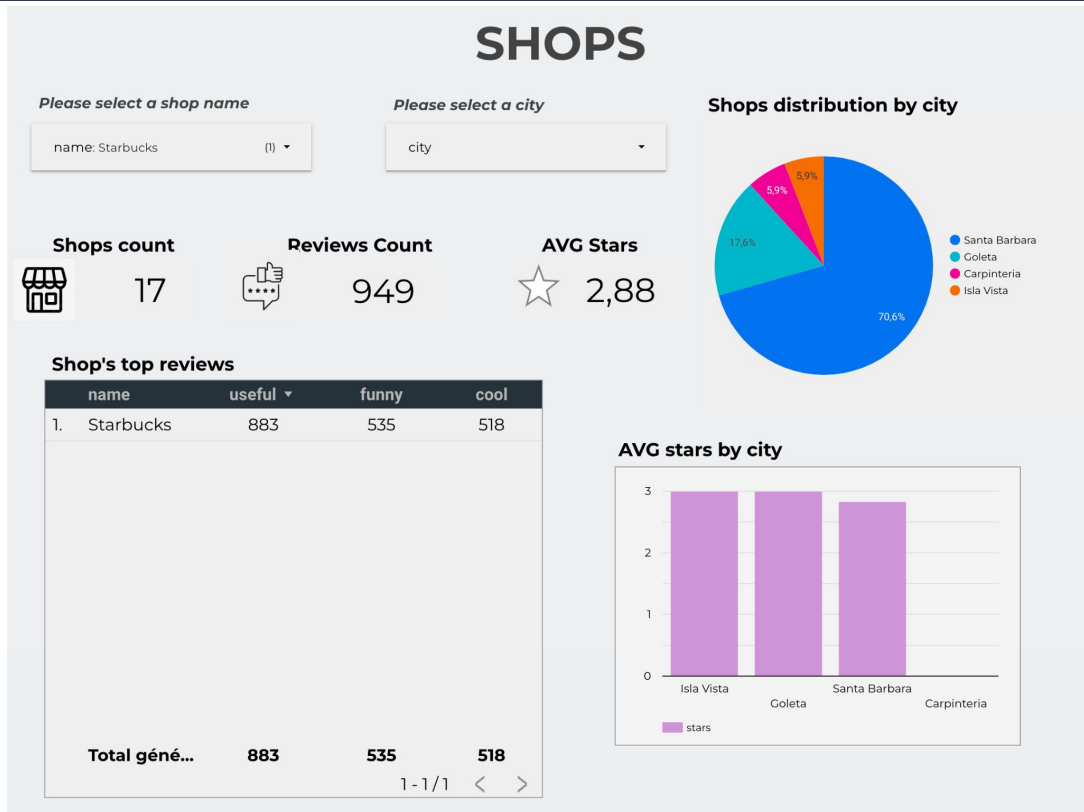 SHOPS
Please select a shop name
Please select a city
Shops distribution by city
name: Starbucks (1)
city
5,9%
5,9%
17,6%
70,6%
Santa Barbara
Goleta
Carpinteria
Isla Vista
Shops count
Reviews Count
AVG Stars
17
949
2,88
Shop's top reviews
name useful funny cool
1. Starbucks 883 535 518
Total géné... 883 535 518
1 - 1 / 1
AVG stars by city
3
2
1
0
Isla Vista
Goleta
Santa Barbara
Carpinteria
stars